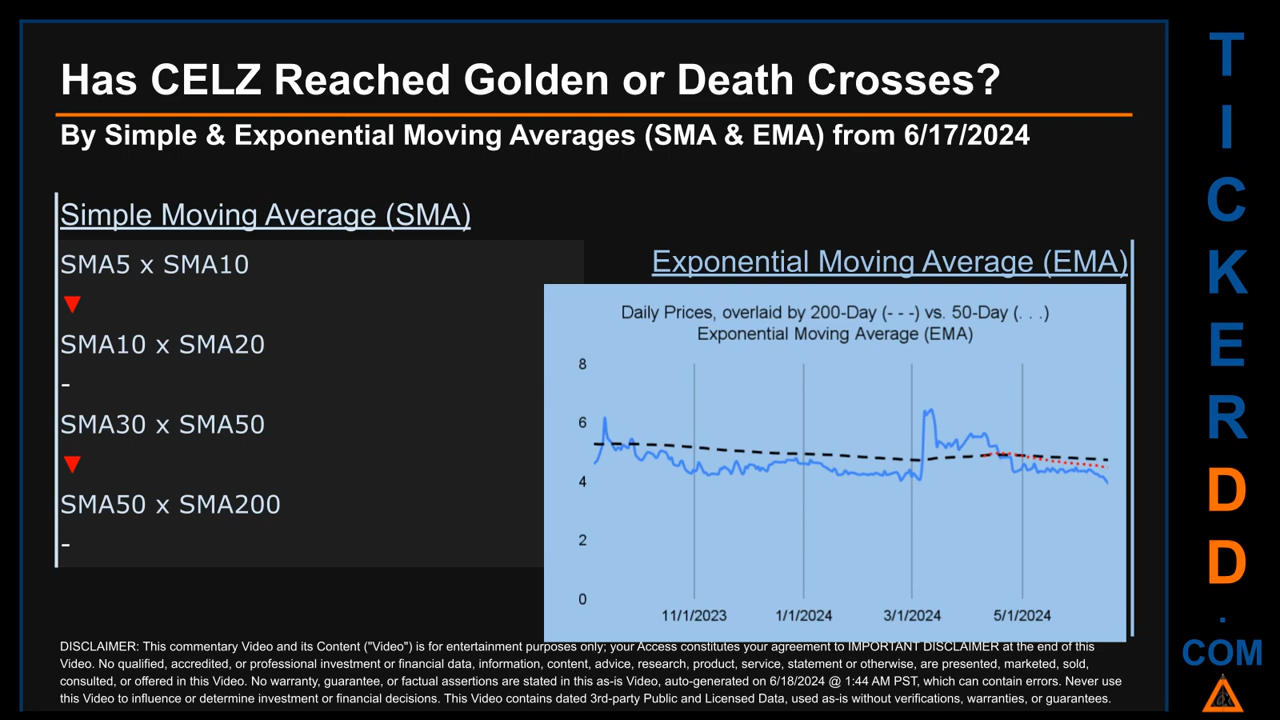 Has CELZ Reached Golden or Death Crosses?
By Simple & Exponential Moving Averages (SMA & EMA) from 6/17/2024
Simple Moving Average (SMA)
SMA5 x SMA10
▼
SMA10 x SMA20
-
SMA30 x SMA50
▼
SMA50 x SMA200
-
Exponential Moving Average (EMA)
Daily Prices, overlaid by 200-Day (- - -) vs. 50-Day (. . .)
Exponential Moving Average (EMA)
8
6
4
2
0
11/1/2023 1/1/2024 3/1/2024 5/1/2024
DISCLAIMER: This commentary Video and its Content ("Video") is for entertainment purposes only; your Access constitutes your agreement to IMPORTANT DISCLAIMER at the end of this
Video. No qualified, accredited, or professional investment or financial data, information, content, advice, research, product, service, statement or otherwise, are presented, marketed, sold,
consulted, or offered in this Video. No warranty, guarantee, or factual assertions are stated in this as-is Video, auto-generated on 6/18/2024 @ 1:44 AM PST, which can contain errors. Never use
this Video to influence or determine investment or financial decisions. This Video contains dated 3rd-party Public and Licensed Data, used as-is without verifications, warranties, or guarantees.
T
I
C
K
E
R
D
D
.
COM